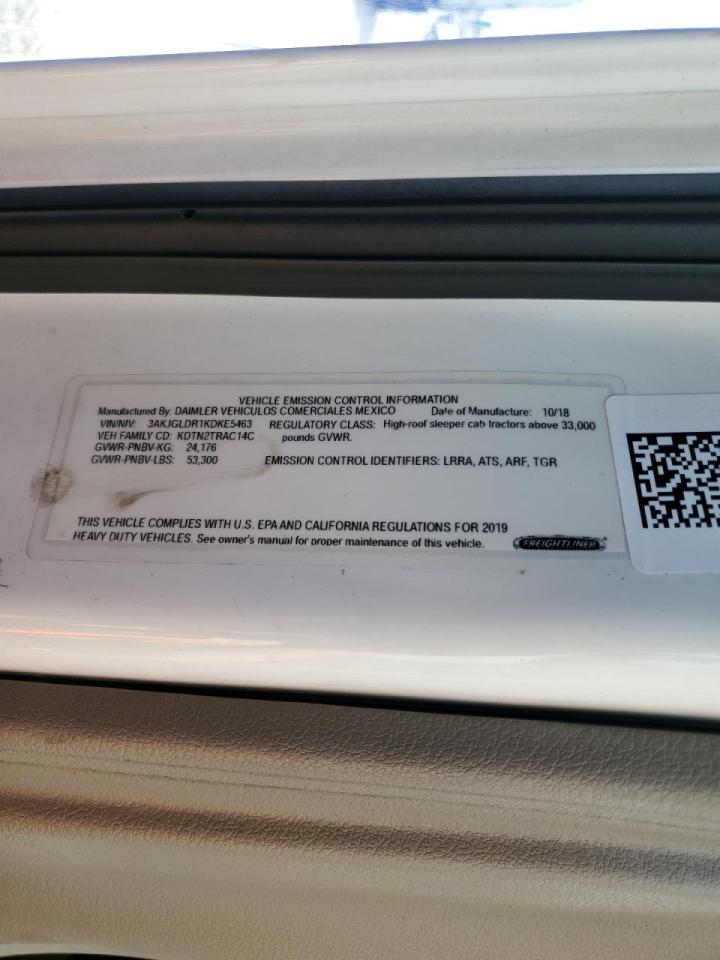 VEHICLE EMISSION CONTROL INFORMATION
Manufactured By: DAIMLER VEHICULOS COMERCIALES MEXICO Date of Manufacture: 10/18
VIN/NIV: 3AKJGLDR1KDKE5463 REGULATORY CLASS: High-roof sleeper cab tractors above 33,000
VEH FAMILY CD: KDTN2TRAC14C pounds GVWR.
GVWR-PNBV-KG: 24,176
GVWR-PNBV-LBS: 53,300 EMISSION CONTROL IDENTIFIERS: LRRA, ATS, ARF, TGR
THIS VEHICLE COMPLIES WITH U.S. EPA AND CALIFORNIA REGULATIONS FOR 2019
HEAVY DUTY VEHICLES. See owner's manual for proper maintenance of this vehicle. FREIGHTLINER